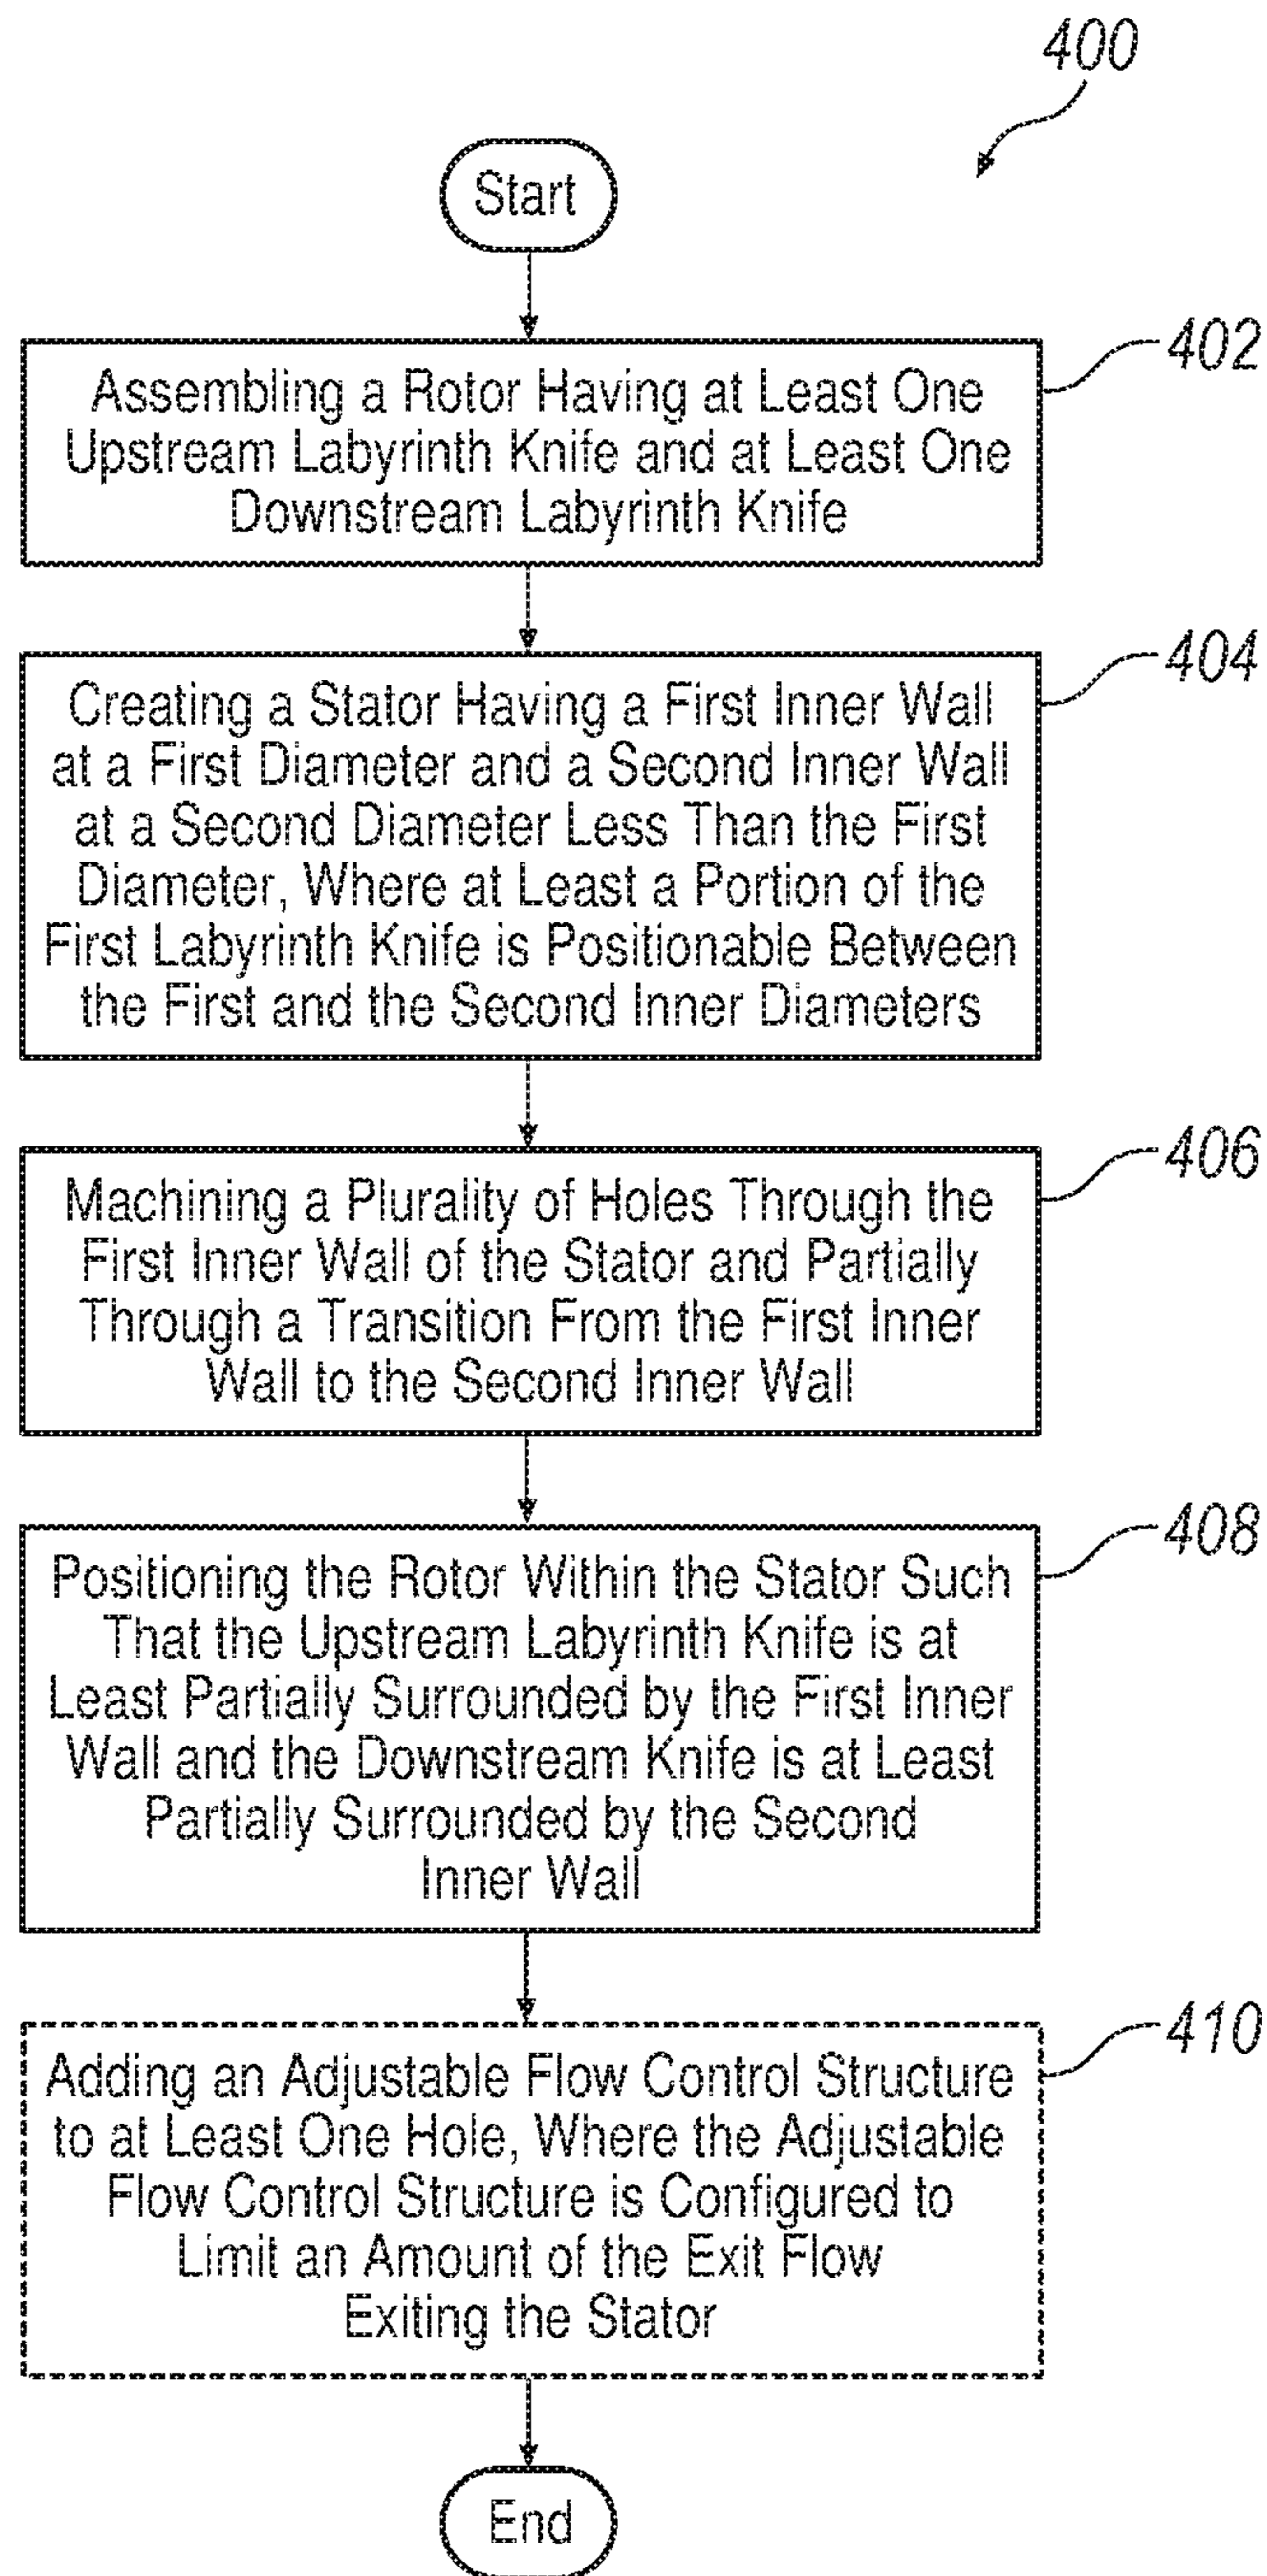 400
Start
402
Assembling a Rotor Having at Least One
Upstream Labyrinth Knife and at Least One
Downstream Labyrinth Knife
404
Creating a Stator Having a First Inner Wall
at a First Diameter and a Second Inner Wall
at a Second Diameter Less Than the First
Diameter, Where at Least a Portion of the
First Labyrinth Knife is Positionable Between
the First and the Second Inner Diameters
406
Machining a Plurality of Holes Through the
First Inner Wall of the Stator and Partially
Through a Transition From the First Inner
Wall to the Second Inner Wall
408
Positioning the Rotor Within the Stator Such
That the Upstream Labyrinth Knife is at
Least Partially Surrounded by the First Inner
Wall and the Downstream Knife is at Least
Partially Surrounded by the Second
Inner Wall
410
Adding an Adjustable Flow Control Structure
to at Least One Hole, Where the Adjustable
Flow Control Structure is Configured to
Limit an Amount of the Exit Flow
Exiting the Stator
End